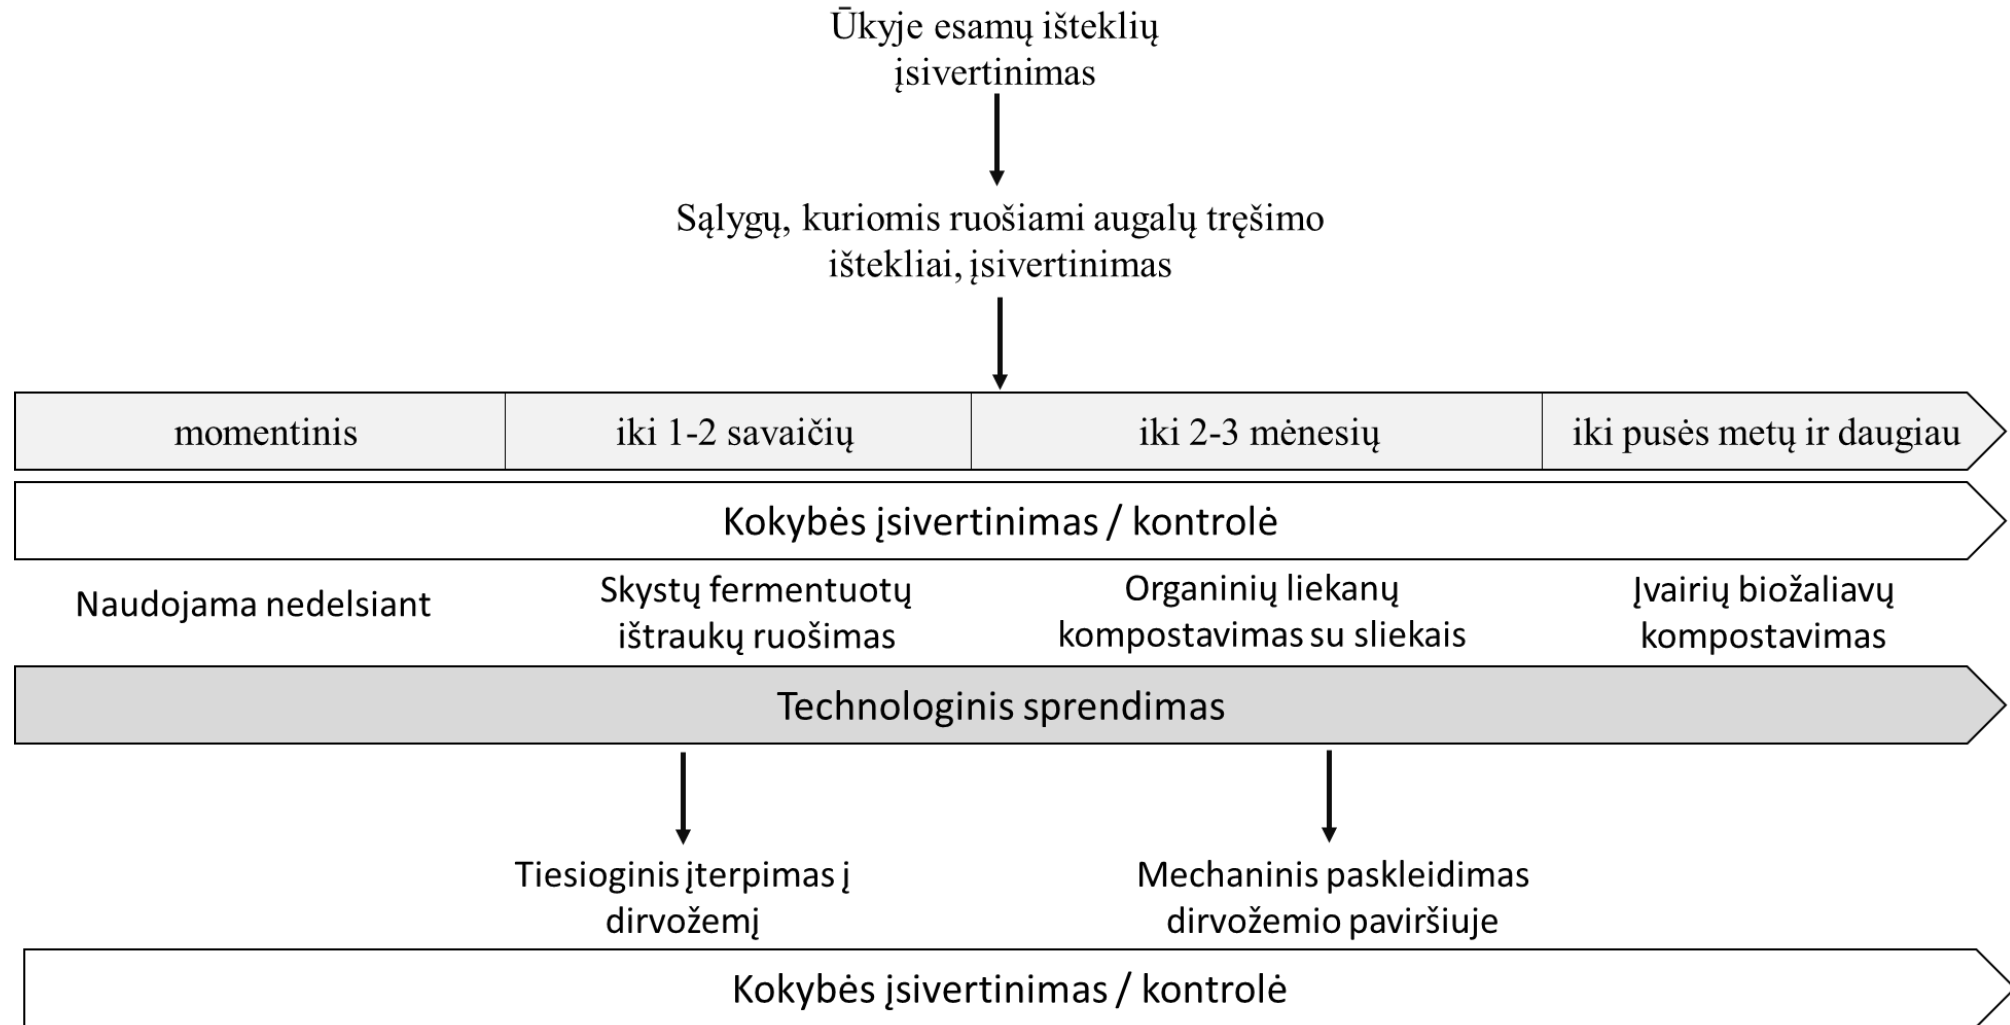 Ūkyje esamų išteklių
įsivertinimas
Sąlygų, kuriomis ruošiami augalų tręšimo
ištekliai, įsivertinimas
momentinis
iki 1-2 savaičių
iki 2-3 mėnesių
iki pusės metų ir daugiau
Kokybės įsivertinimas / kontrolė
Naudojama nedelsiant
Skystų fermentuotų
ištraukų ruošimas
Organinių liekanų
kompostavimas su sliekais
Įvairių biožaliavų
kompostavimas
Technologinis sprendimas
Tiesioginis įterpimas į
dirvožemį
Mechaninis paskleidimas
dirvožemio paviršiuje
Kokybės įsivertinimas / kontrolė